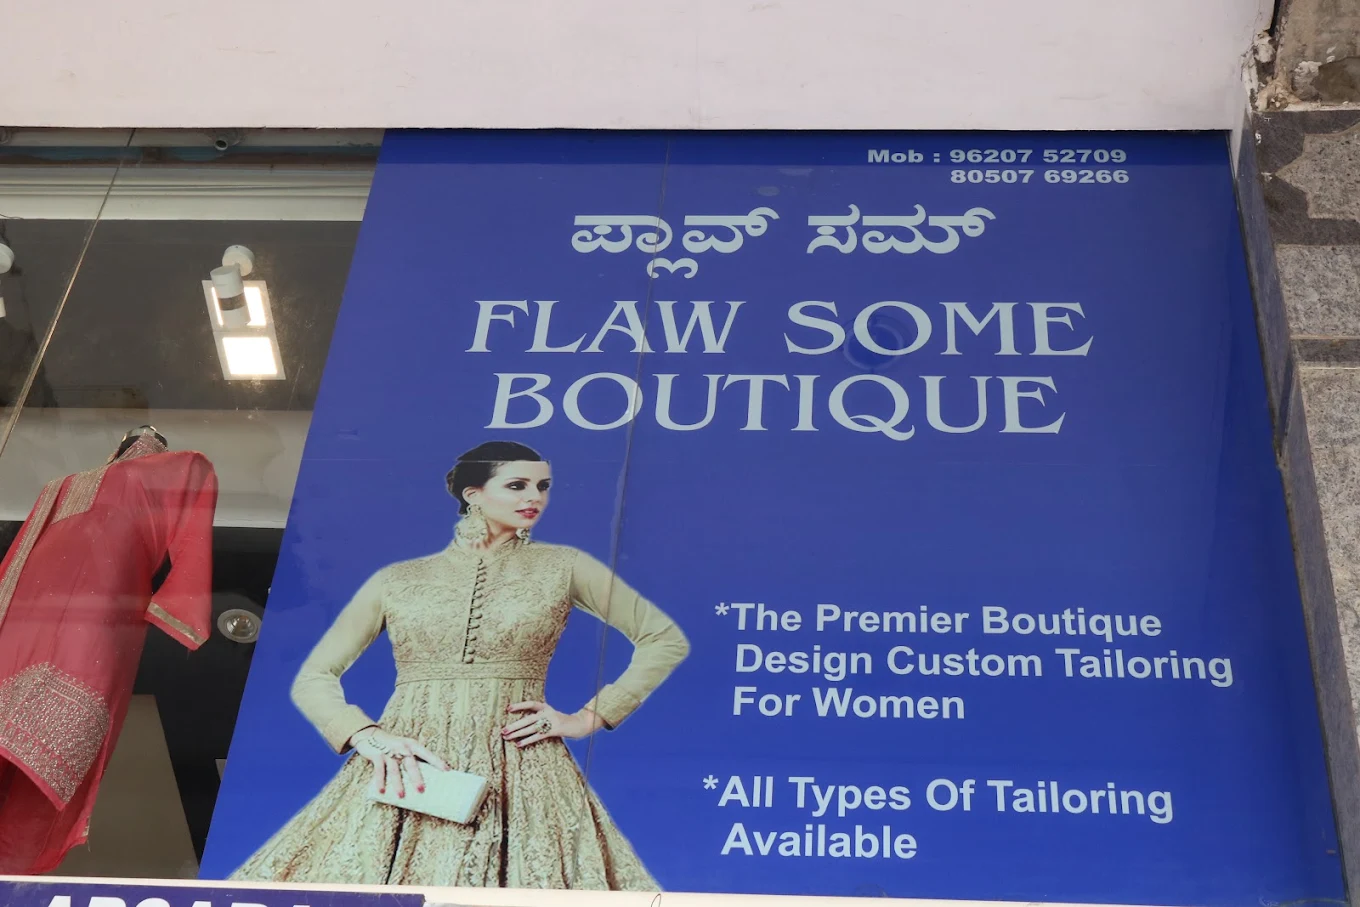 Mob : 96207 52709
80507 69266
ಫ್ಲಾವ್ ಸಮ್
FLAW SOME
BOUTIQUE
*The Premier Boutique
Design Custom Tailoring
For Women
*All Types Of Tailoring
Available